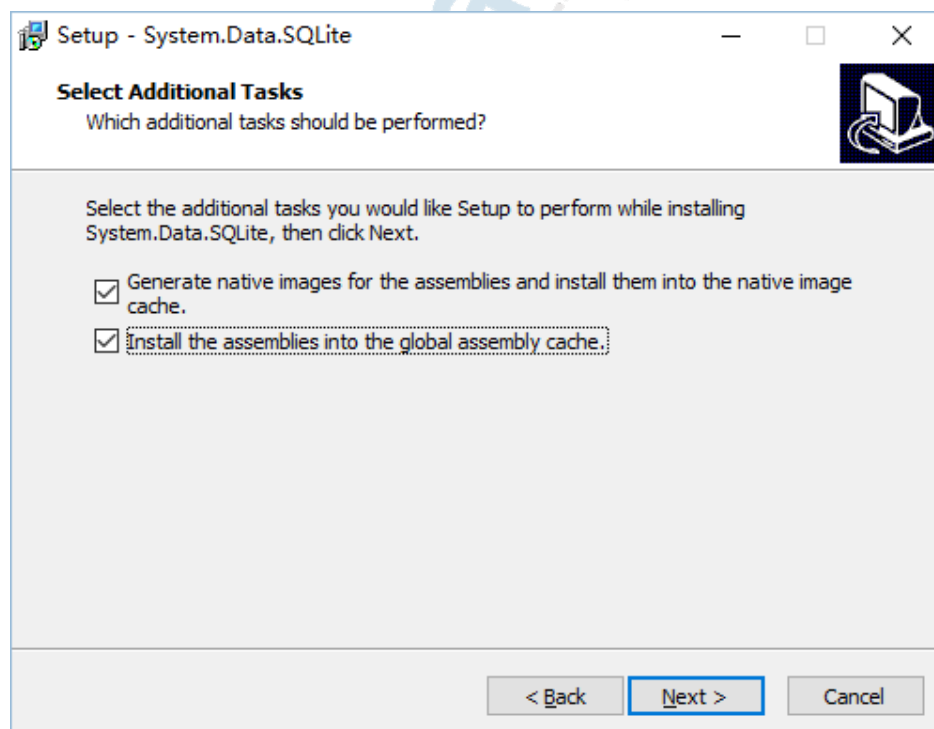 Setup - System.Data.SQLite
Select Additional Tasks
Which additional tasks should be performed?
Select the additional tasks you would like Setup to perform while installing
System.Data.SQLite, then click Next.
Generate native images for the assemblies and install them into the native image
cache.
Install the assemblies into the global assembly cache.
< Back
Next >
Cancel